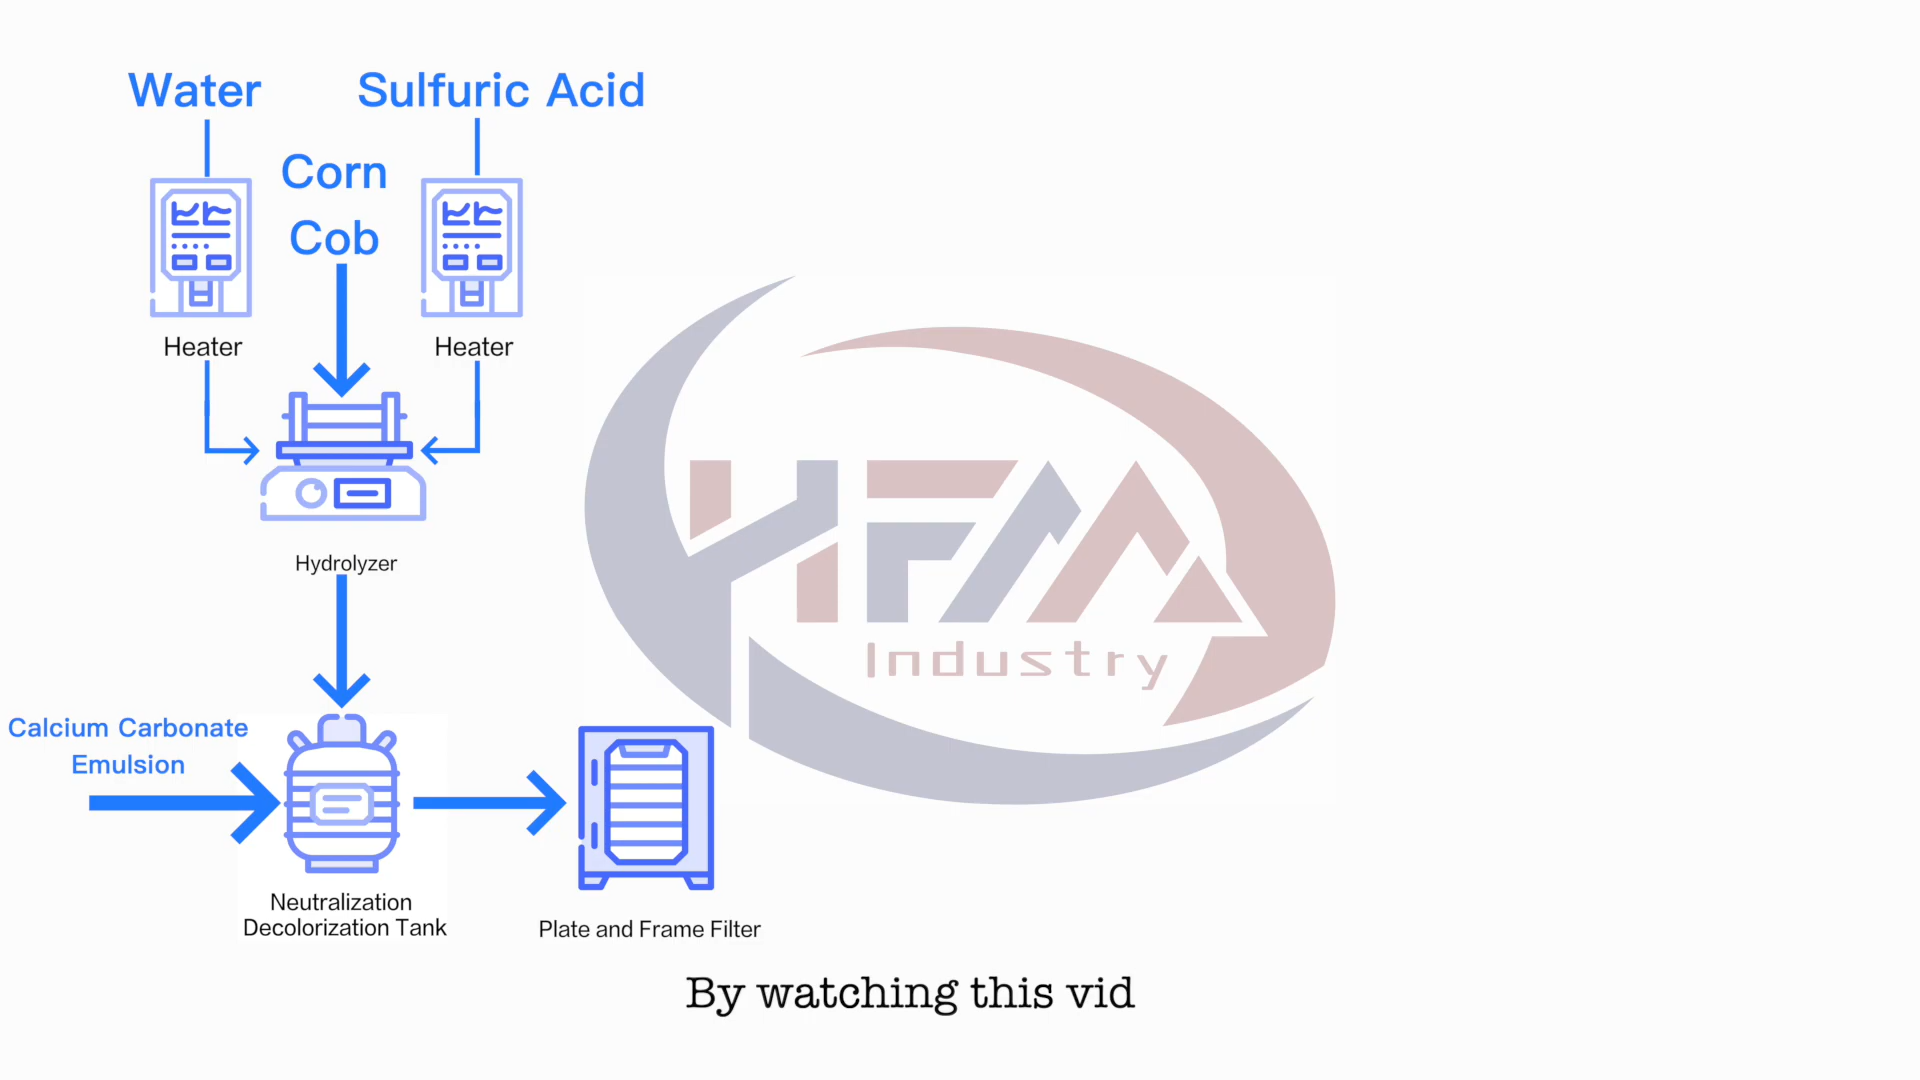 Water
Sulfuric Acid
Corn
Cob
Heater
Heater
Hydrolyzer
Calcium Carbonate
Emulsion
Neutralization
Decolorization Tank
Plate and Frame Filter
HFM
Industry
By watching this vid